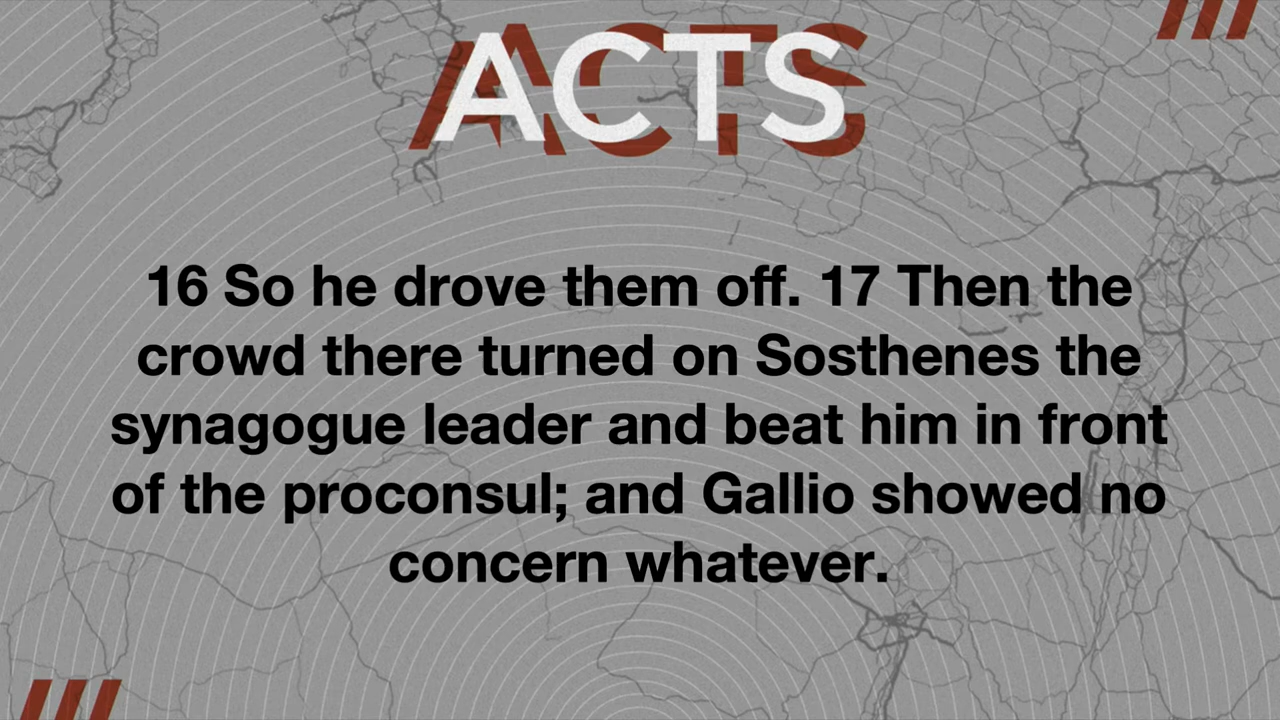 ACTS
16 So he drove them off. 17 Then the
crowd there turned on Sosthenes the
synagogue leader and beat him in front
of the proconsul; and Gallio showed no
concern whatever.